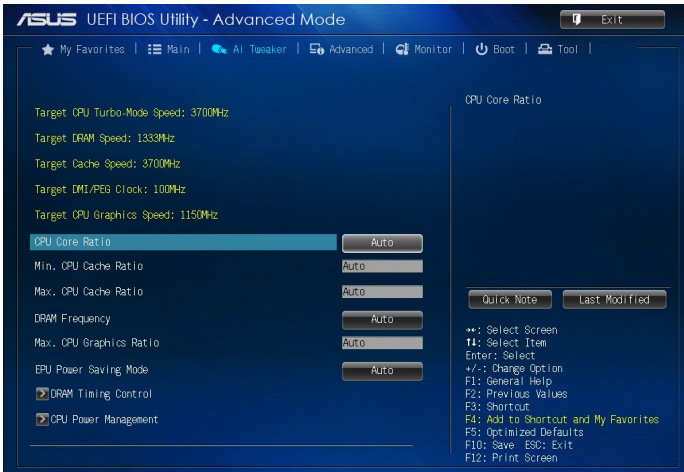 ASUS UEFI BIOS Utility - Advanced Mode
Exit
My Favorites | Main | Ai Tweaker | Advanced | Monitor | Boot | Tool |
Target CPU Turbo-Mode Speed: 3700MHz
Target DRAM Speed: 1333MHz
Target Cache Speed: 3700MHz
Target DMI/PEG Clock: 100MHz
Target CPU Graphics Speed: 1150MHz
CPU Core Ratio Auto
Min. CPU Cache Ratio Auto
Max. CPU Cache Ratio Auto
DRAM Frequency Auto
Max. CPU Graphics Ratio Auto
EPU Power Saving Mode Auto
DRAM Timing Control
CPU Power Management
CPU Core Ratio
Quick Note Last Modified
→←: Select Screen
↑↓: Select Item
Enter: Select
+/-: Change Option
F1: General Help
F2: Previous Values
F3: Shortcut
F4: Add to Shortcut and My Favorites
F5: Optimized Defaults
F10: Save ESC: Exit
F12: Print Screen